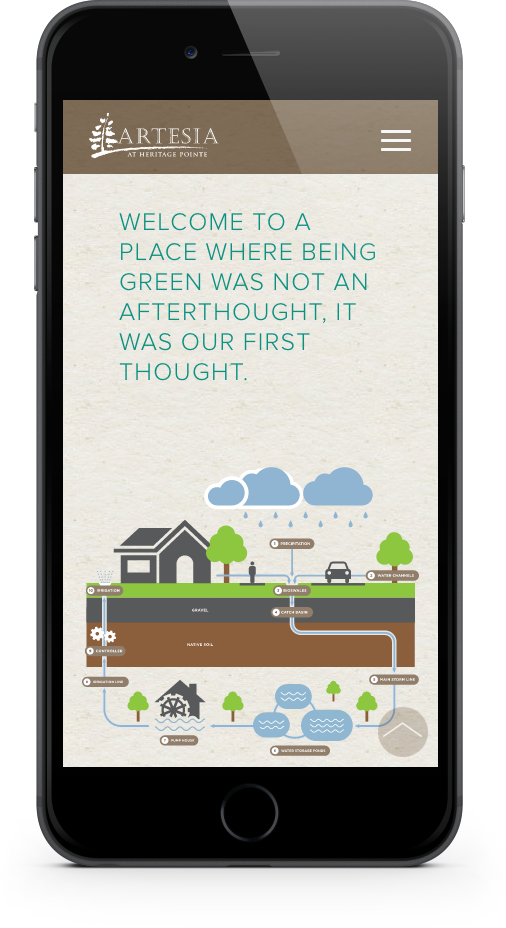 ARTESIA
AT HERITAGE POINTE
WELCOME TO A
PLACE WHERE BEING
GREEN WAS NOT AN
AFTERTHOUGHT, IT
WAS OUR FIRST
THOUGHT.
1 PRECIPITATION
2 WATER CHANNELS
10 IRRIGATION
3 BIOSWALES
GRAVEL
4 CATCH BASIN
NATIVE SOIL
9 CONTROLLER
8 IRRIGATION LINE
5 MAIN STORM LINE
7 PUMP HOUSE
6 WATER STORAGE PONDS